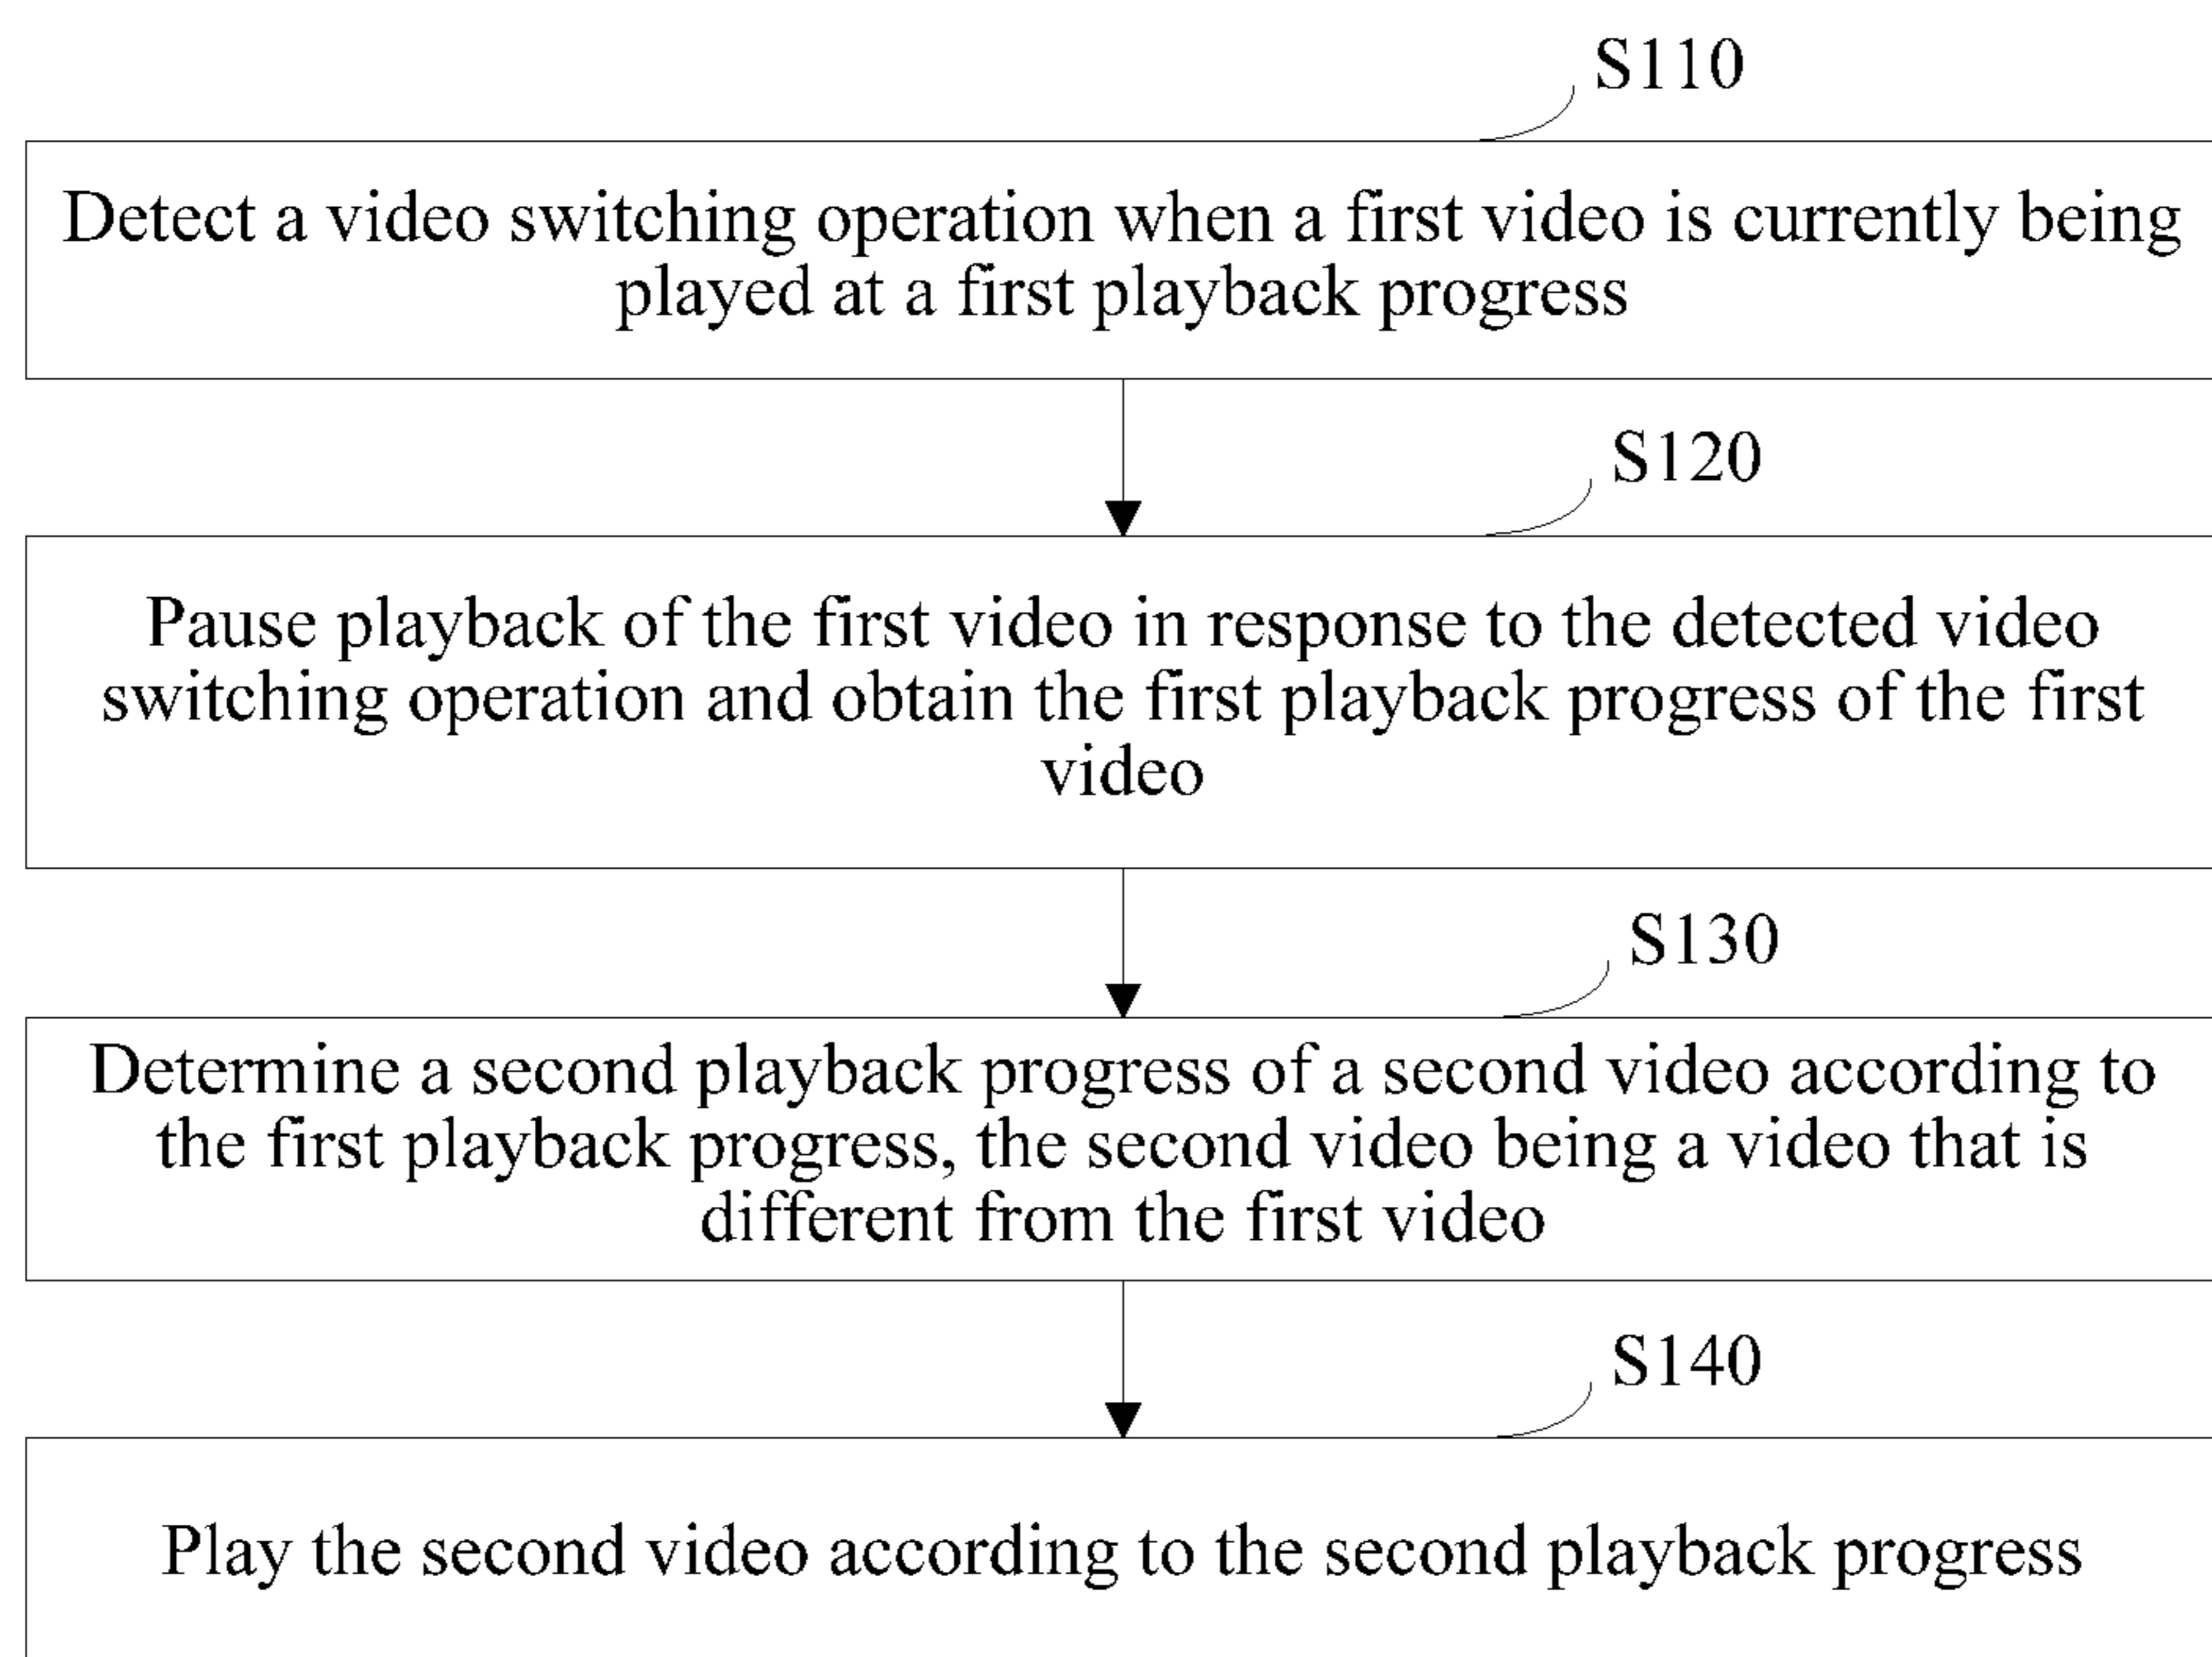 S110
Detect a video switching operation when a first video is currently being
played at a first playback progress
S120
Pause playback of the first video in response to the detected video
switching operation and obtain the first playback progress of the first
video
S130
Determine a second playback progress of a second video according to
the first playback progress, the second video being a video that is
different from the first video
S140
Play the second video according to the second playback progress